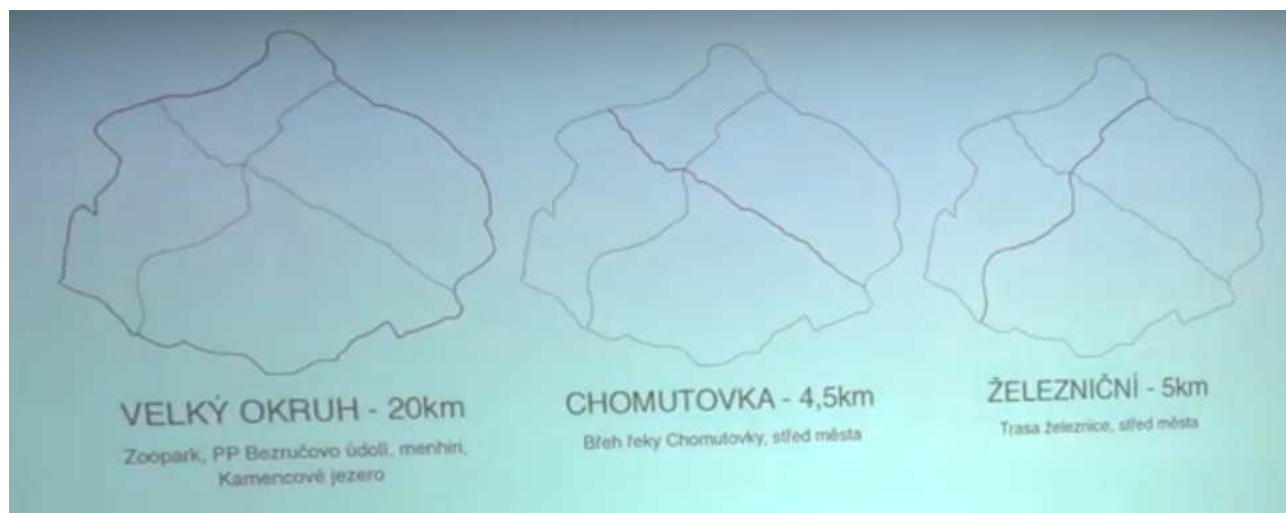 VELKÝ OKRUH - 20km
Zoopark, PP Bezručovo údolí, menhiri,
Kamencové jezero
CHOMUTOVKA - 4,5km
Břeh řeky Chomutovky, střed města
ŽELEZNIČNÍ - 5km
Trasa železnice, střed města